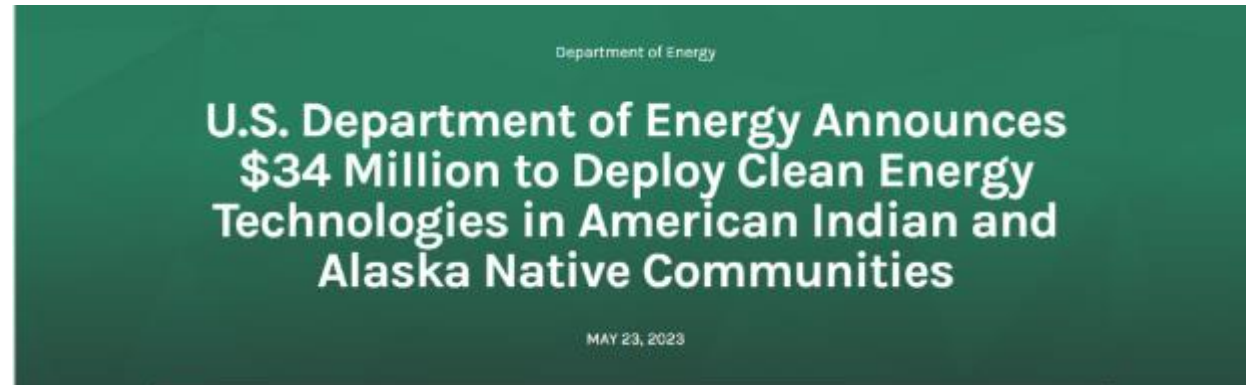 Department of Energy
U.S. Department of Energy Announces
$34 Million to Deploy Clean Energy
Technologies in American Indian and
Alaska Native Communities
MAY 23, 2023